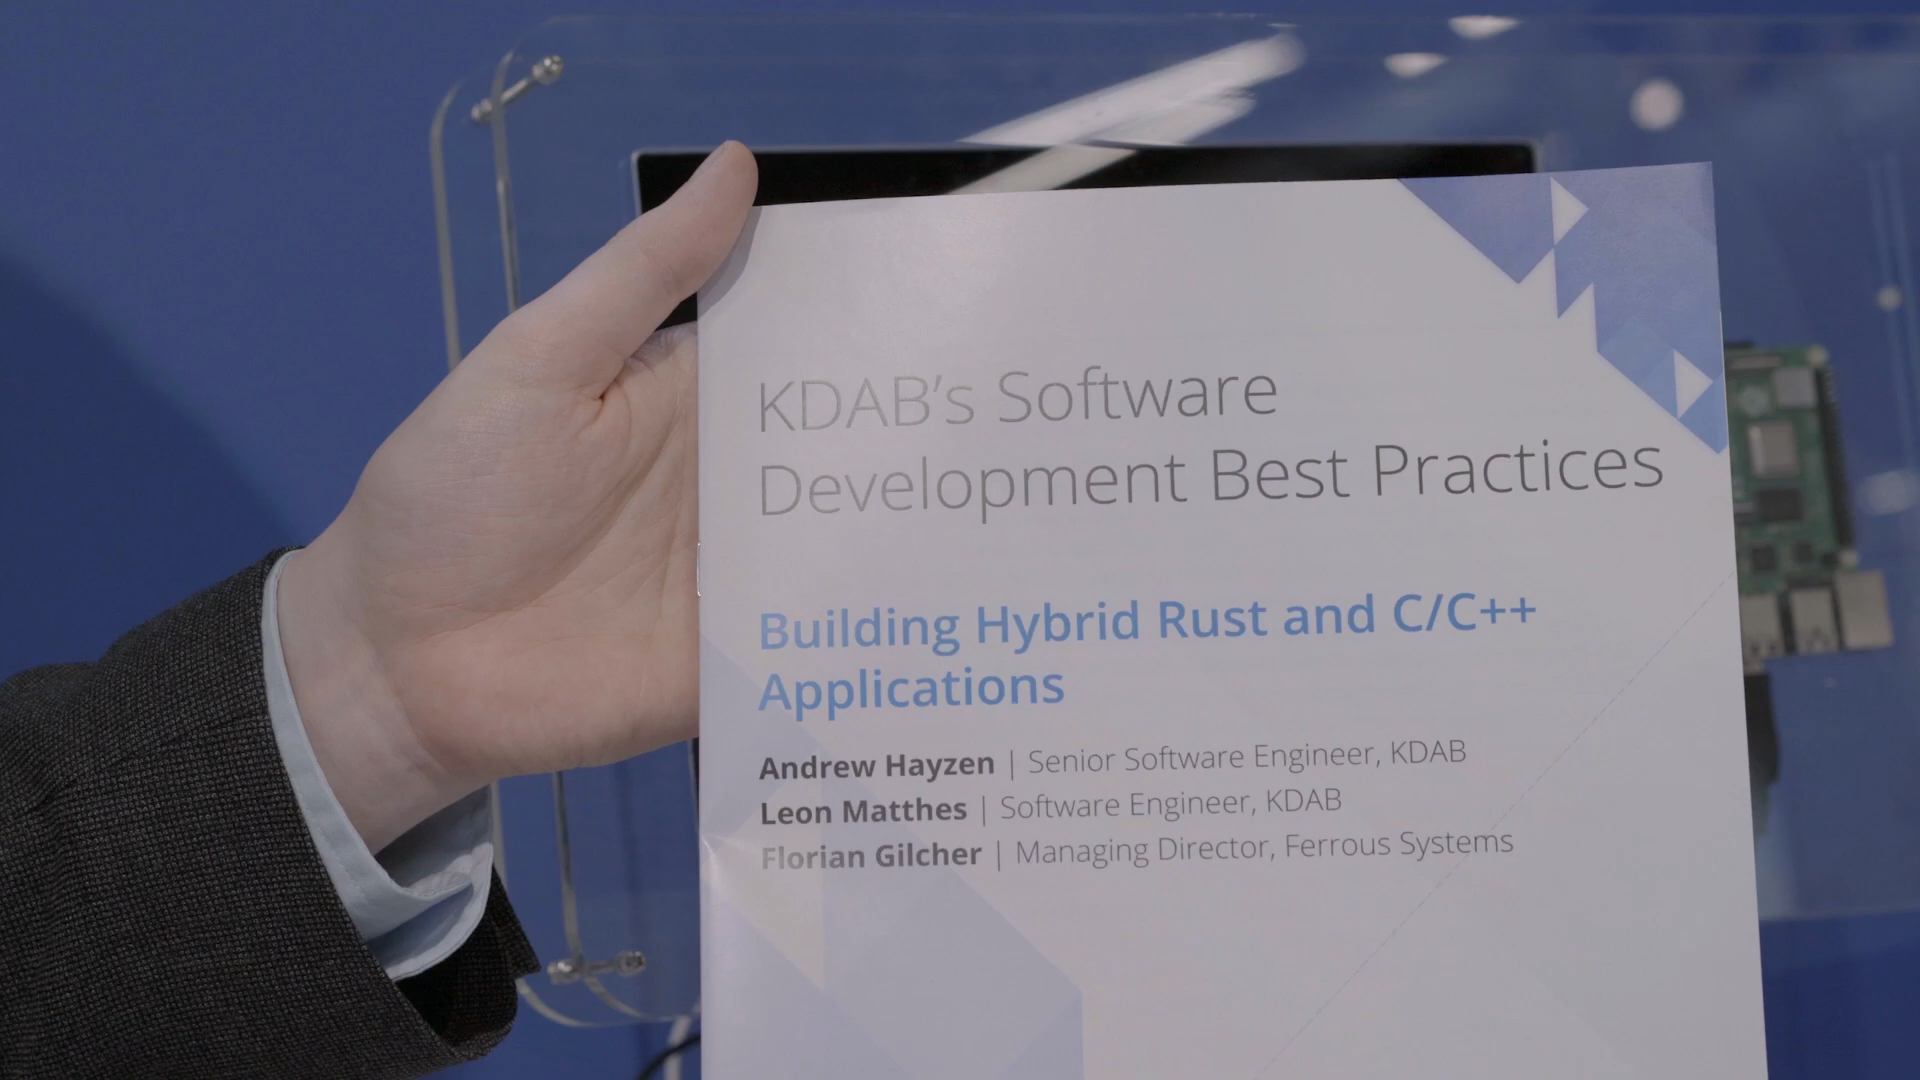 KDAB's Software
Development Best Practices
Building Hybrid Rust and C/C++
Applications
Andrew Hayzen | Senior Software Engineer, KDAB
Leon Matthes | Software Engineer, KDAB
Florian Gilcher | Managing Director, Ferrous Systems